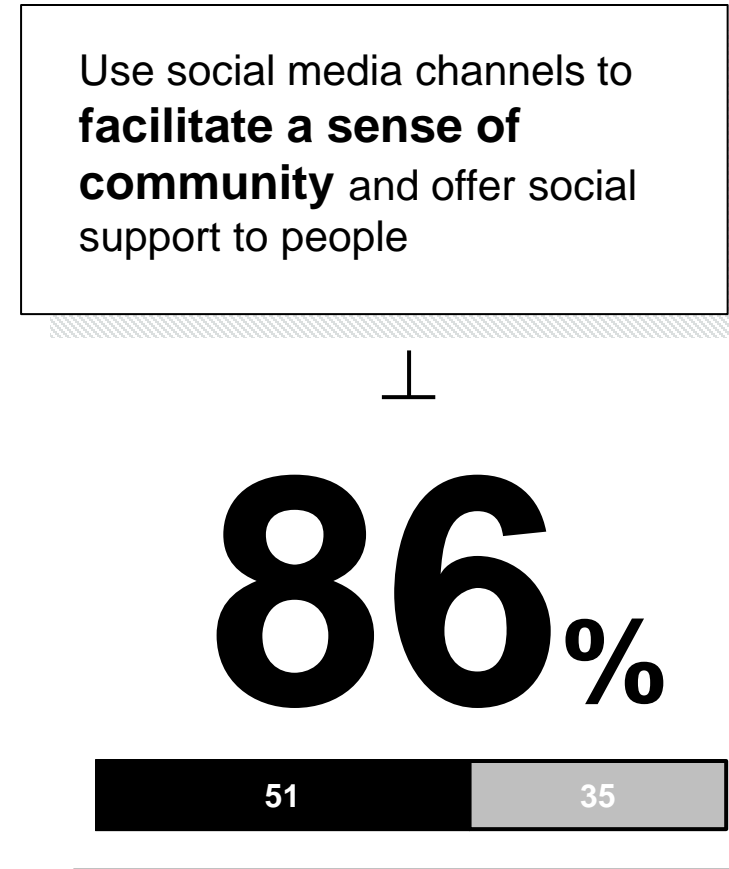 Use social media channels to
facilitate a sense of
community and offer social
support to people
86%
51 35